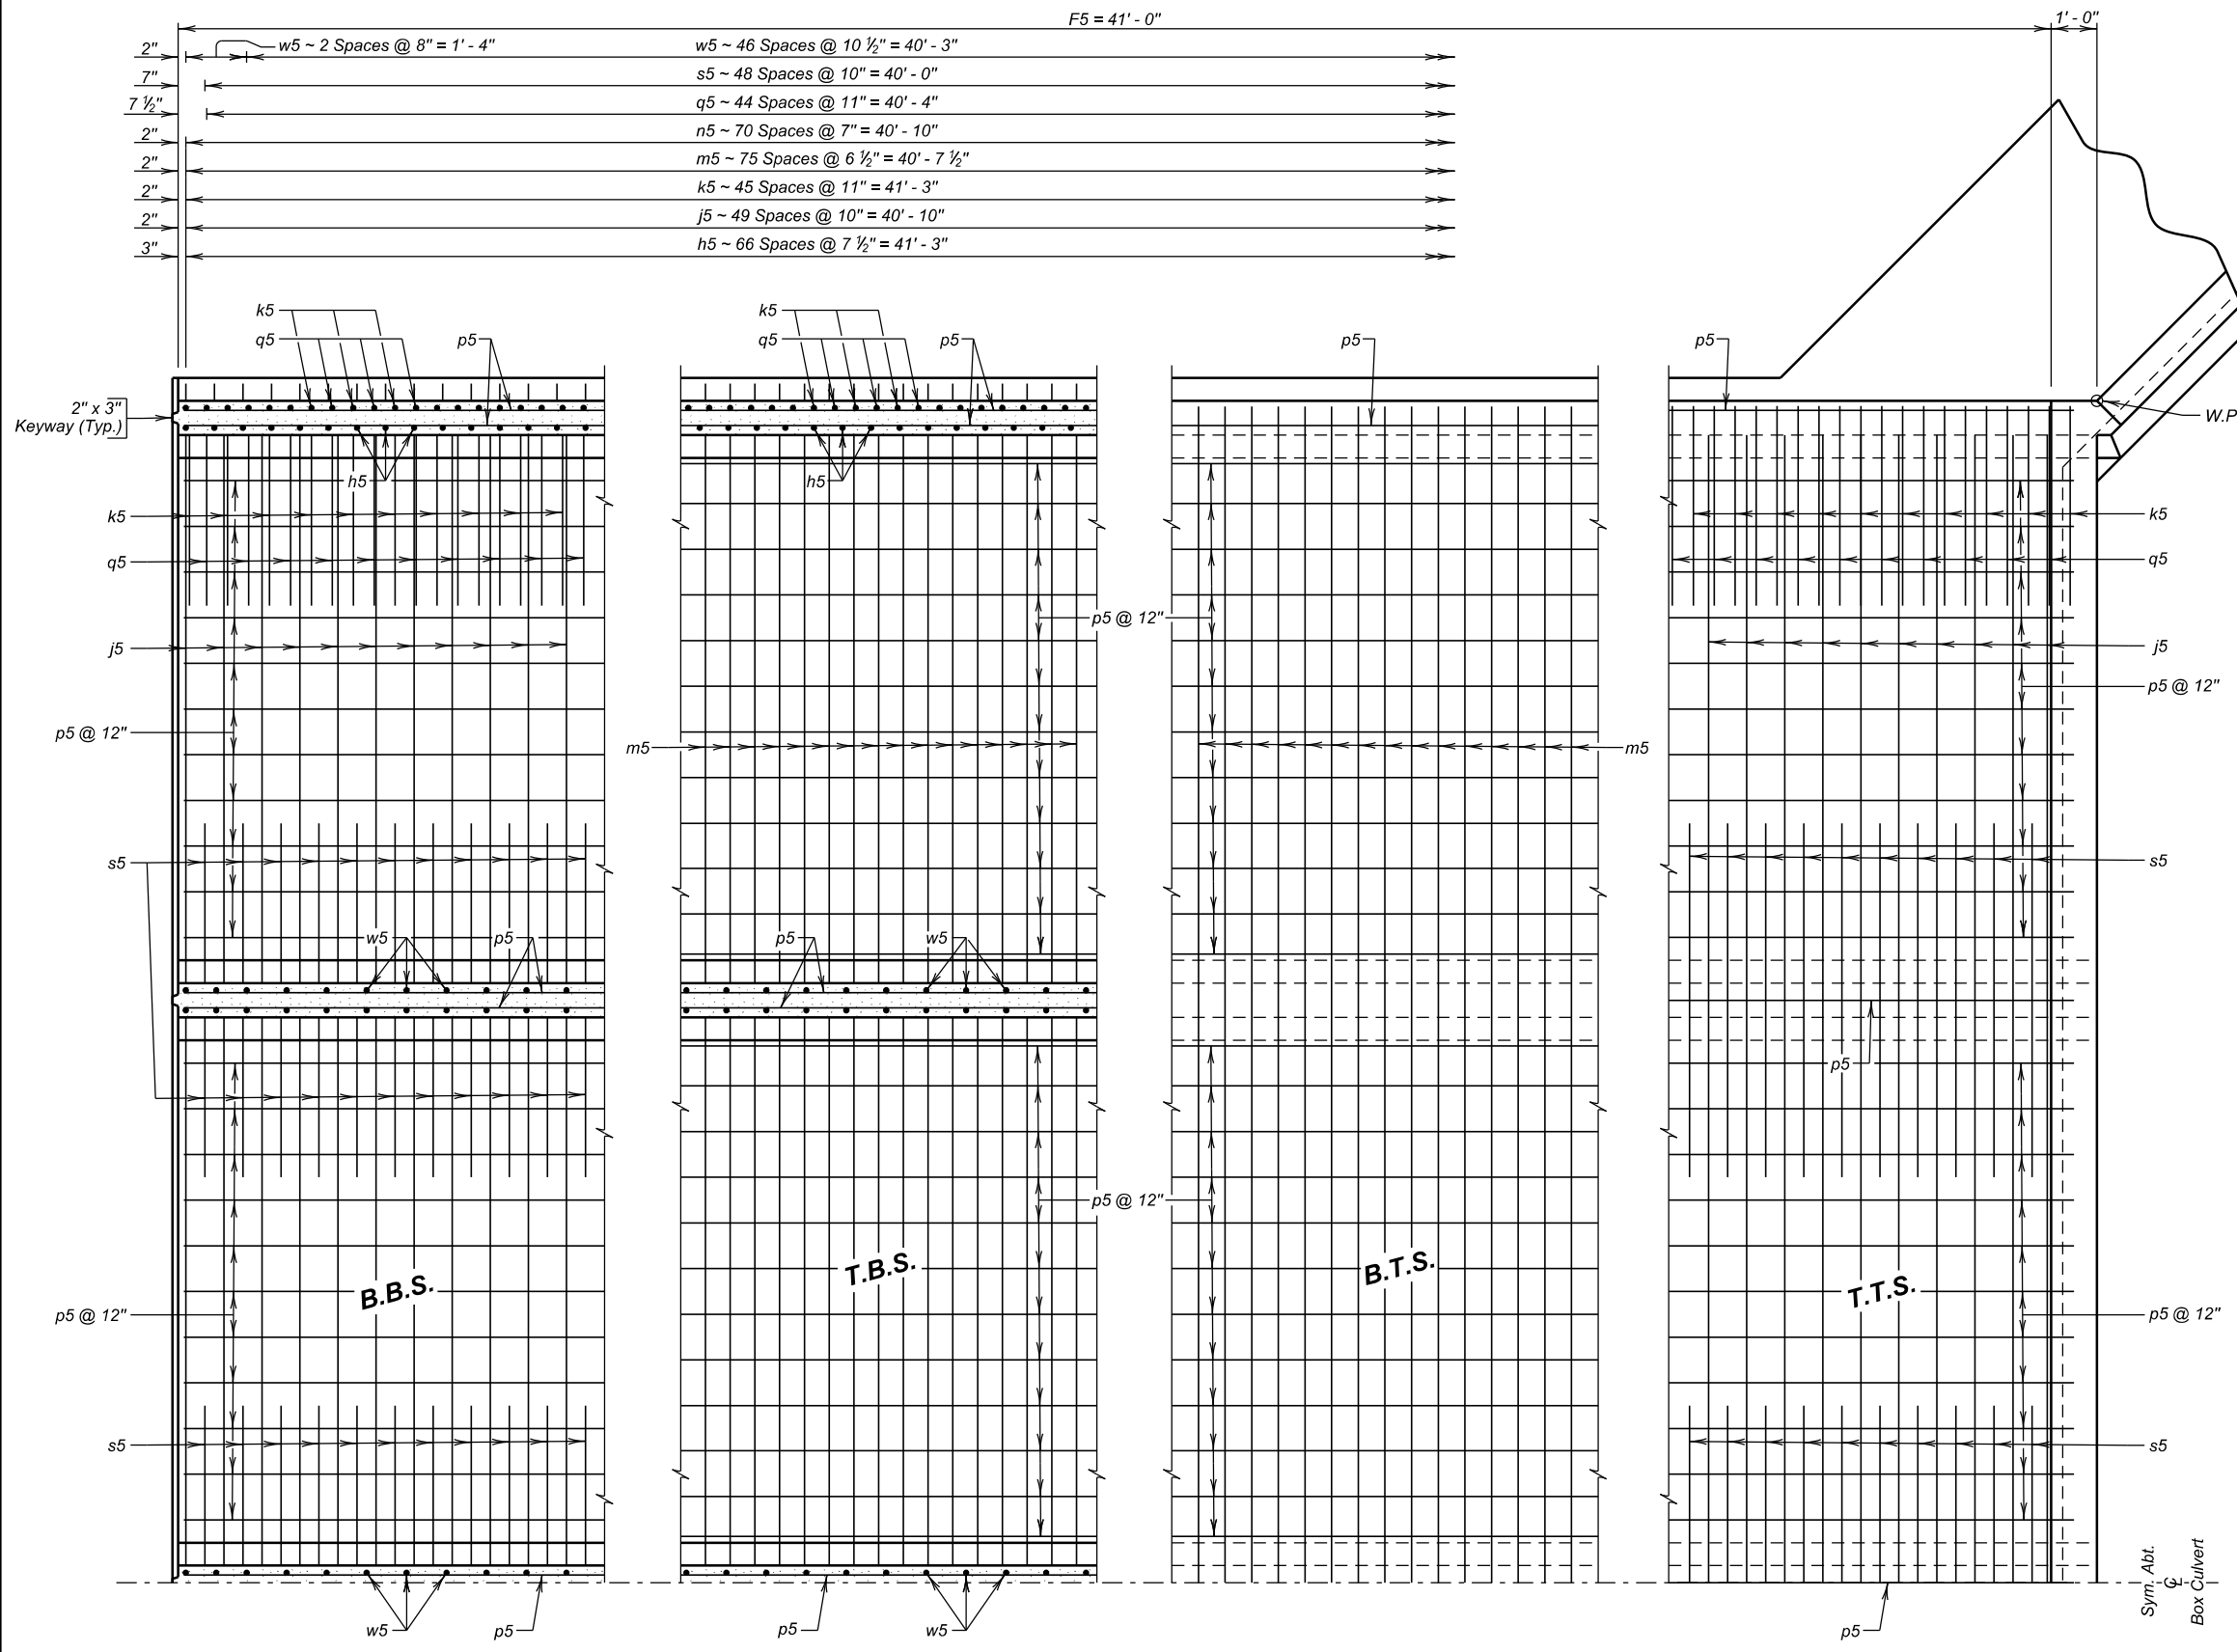 F5 = 41' - 0"
1' - 0"
2"
w5 ~ 2 Spaces @ 8" = 1' - 4"
w5 ~ 46 Spaces @ 10 ½" = 40' - 3"
7"
s5 ~ 48 Spaces @ 10" = 40' - 0"
7 ½"
q5 ~ 44 Spaces @ 11" = 40' - 4"
2"
n5 ~ 70 Spaces @ 7" = 40' - 10"
2"
m5 ~ 75 Spaces @ 6 ½" = 40' - 7 ½"
2"
k5 ~ 45 Spaces @ 11" = 41' - 3"
2"
j5 ~ 49 Spaces @ 10" = 40' - 10"
3"
h5 ~ 66 Spaces @ 7 ½" = 41' - 3"
k5
k5
q5
p5
q5
p5
p5
p5
2" x 3"
Keyway (Typ.)
W.P
h5
h5
k5
k5
q5
q5
p5 @ 12"
j5
j5
p5 @ 12"
p5 @ 12"
m5
m5
s5
s5
w5
p5
p5
w5
p5
p5 @ 12"
B.B.S.
T.B.S.
B.T.S.
T.T.S.
p5 @ 12"
p5 @ 12"
s5
s5
w5
p5
p5
w5
p5
Sym. Abt.
℄
Box Culvert